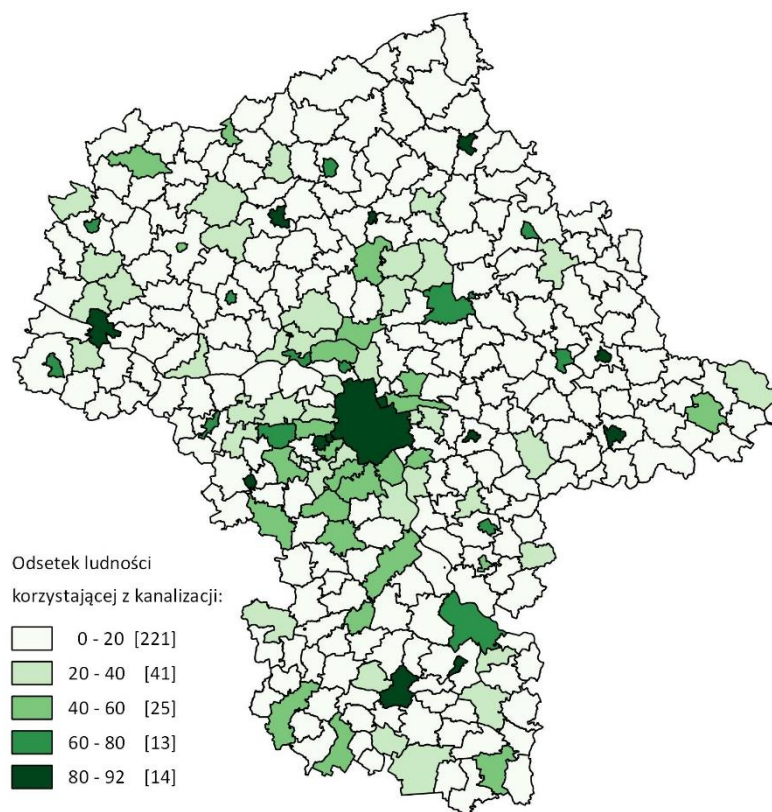 Odsetek ludności
korzystającej z kanalizacji:
0 - 20 [221]
20 - 40 [41]
40 - 60 [25]
60 - 80 [13]
80 - 92 [14]